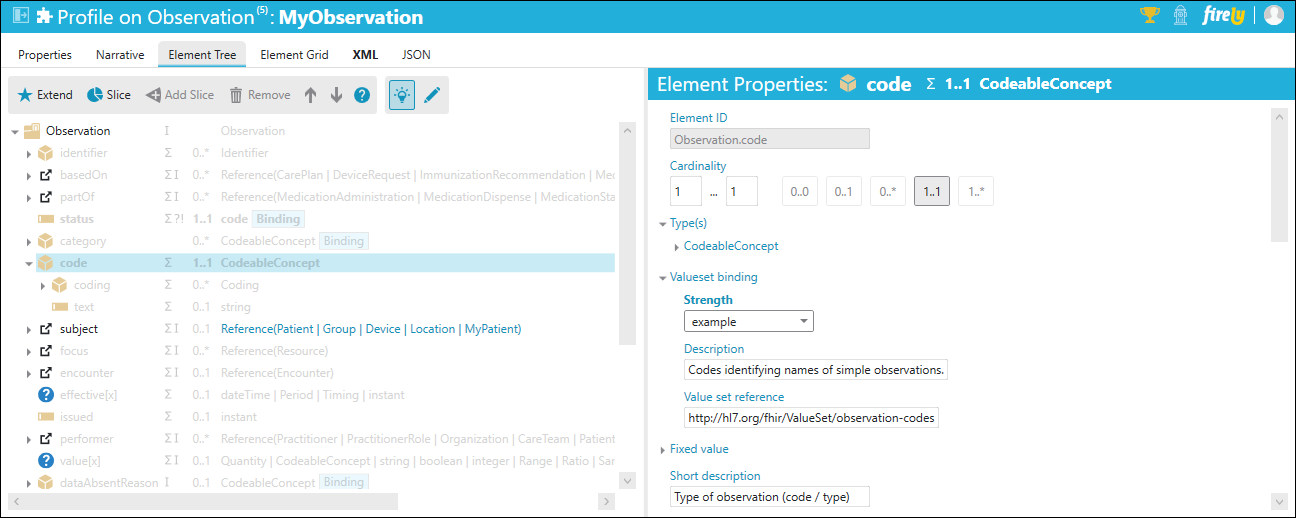 Profile on Observation (5): MyObservation
firely
Properties Narrative Element Tree Element Grid XML JSON
Extend Slice Add Slice Remove ?
Observation I Observation
identifier Σ 0..* Identifier
basedOn Σ I 0..* Reference(CarePlan | DeviceRequest | ImmunizationRecommendation | Me
partOf Σ I 0..* Reference(MedicationAdministration | MedicationDispense | MedicationSta
status Σ ?! 1..1 code Binding
category 0..* CodeableConcept Binding
code Σ 1..1 CodeableConcept
coding Σ 0..* Coding
text Σ 0..1 string
subject Σ I 0..1 Reference(Patient | Group | Device | Location | MyPatient)
focus Σ I 0..* Reference(Resource)
encounter Σ I 0..1 Reference(Encounter)
? effective[x] Σ 0..1 dateTime | Period | Timing | instant
issued Σ 0..1 instant
performer Σ I 0..* Reference(Practitioner | PractitionerRole | Organization | CareTeam | Patient
? value[x] Σ I 0..1 Quantity | CodeableConcept | string | boolean | integer | Range | Ratio | Sar
dataAbsentReason I 0..1 CodeableConcept Binding
Element Properties: code Σ 1..1 CodeableConcept
Element ID
Observation.code
Cardinality
1 ... 1 0..0 0..1 0..* 1..1 1..*
Type(s)
CodeableConcept
Valueset binding
Strength
example
Description
Codes identifying names of simple observations.
Value set reference
http://hl7.org/fhir/ValueSet/observation-codes
Fixed value
Short description
Type of observation (code / type)